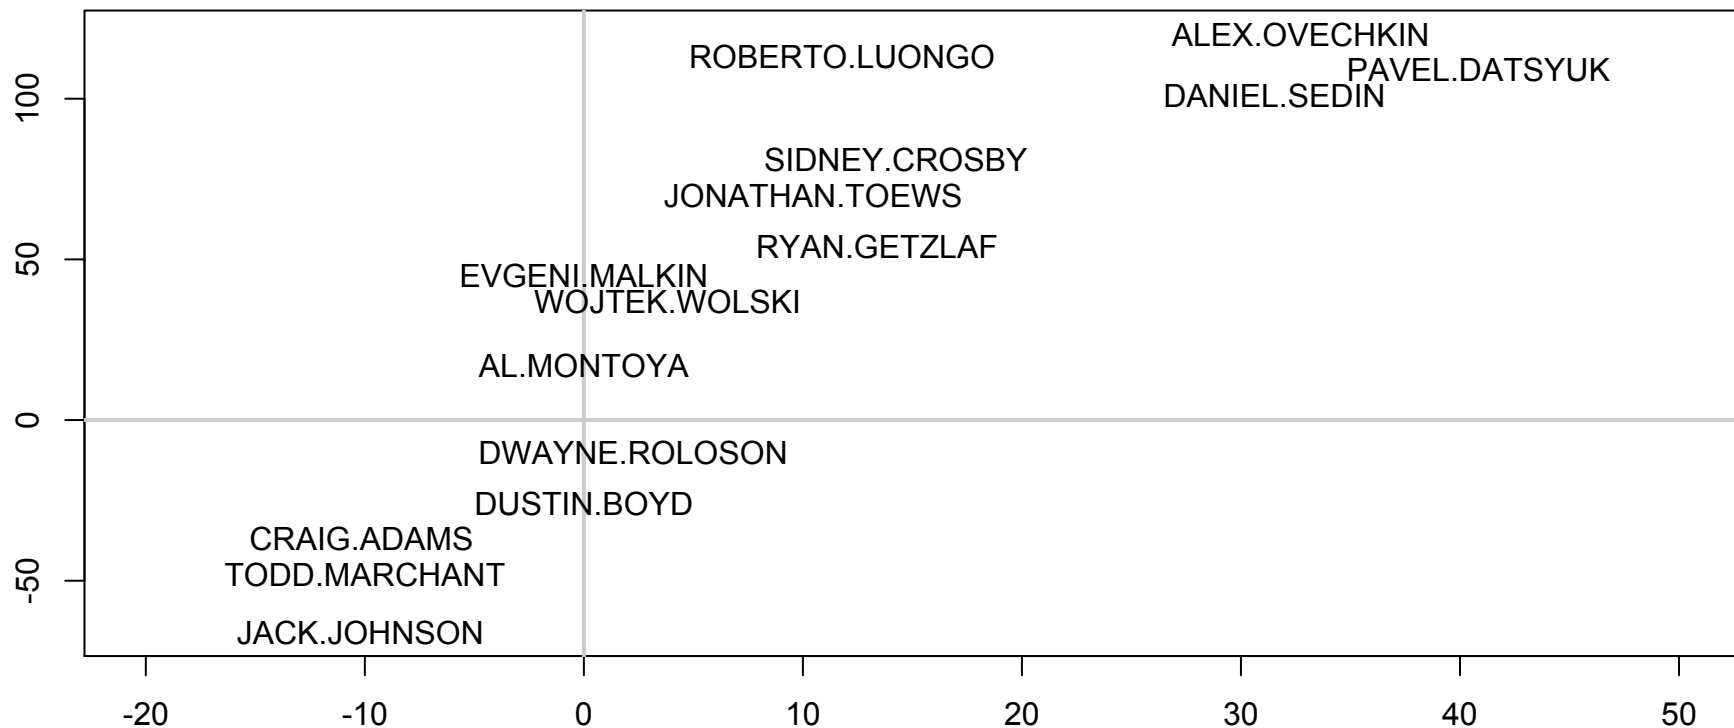 ALEX.OVECHKIN
ROBERTO.LUONGO
PAVEL.DATSYUK
DANIEL.SEDIN
100
SIDNEY.CROSBY
JONATHAN.TOEWS
RYAN.GETZLAF
50
EVGENI.MALKIN
WOJTEK.WOLSKI
AL.MONTOYA
0
DWAYNE.ROLOSON
DUSTIN.BOYD
CRAIG.ADAMS
TODD.MARCHANT
-50
JACK.JOHNSON
-20 -10 0 10 20 30 40 50